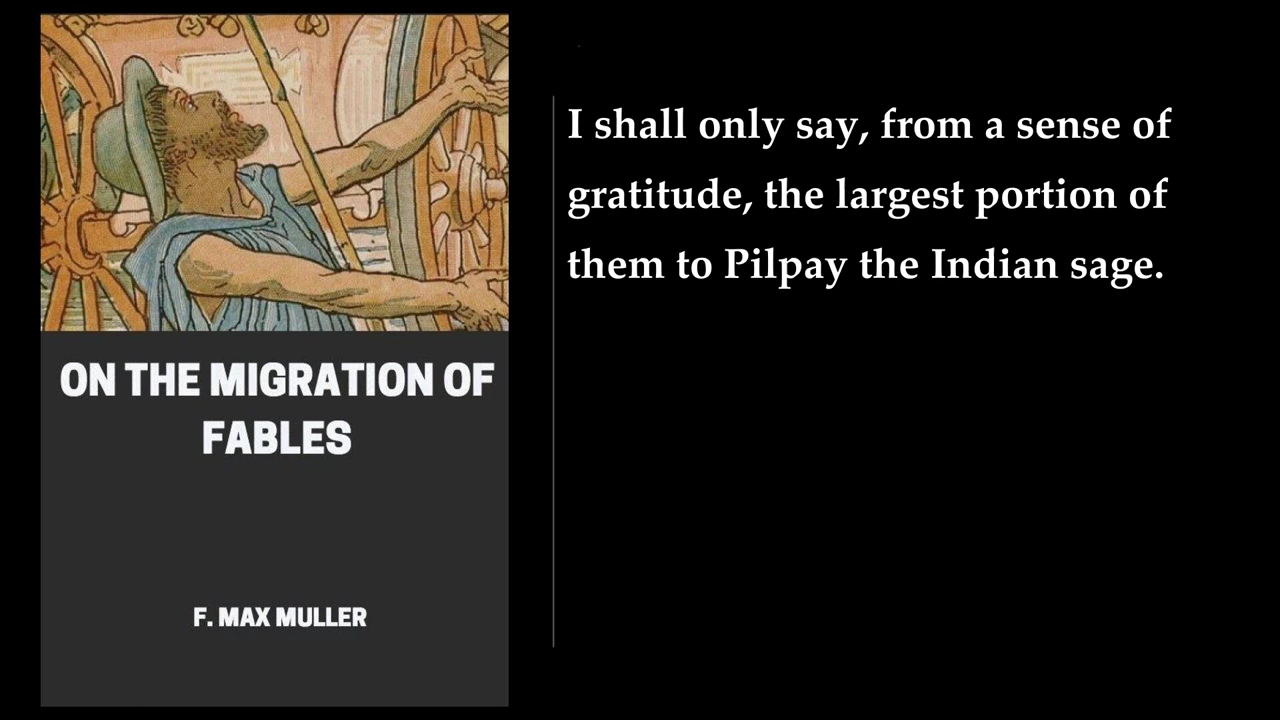 ON THE MIGRATION OF
FABLES
F. MAX MULLER
I shall only say, from a sense of
gratitude, the largest portion of
them to Pilpay the Indian sage.